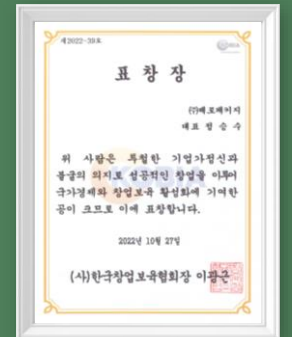 제2022-39호
표 창 장
(주)에코패키지
대표 정승수
위 사람은 투철한 기업가정신과
불굴의 의지로 성공적인 창업을 이루어
국가경제와 창업보육 활성화에 기여한
공이 크므로 이에 표창합니다.
2022년 10월 27일
(사)한국창업보육협회장 이광근